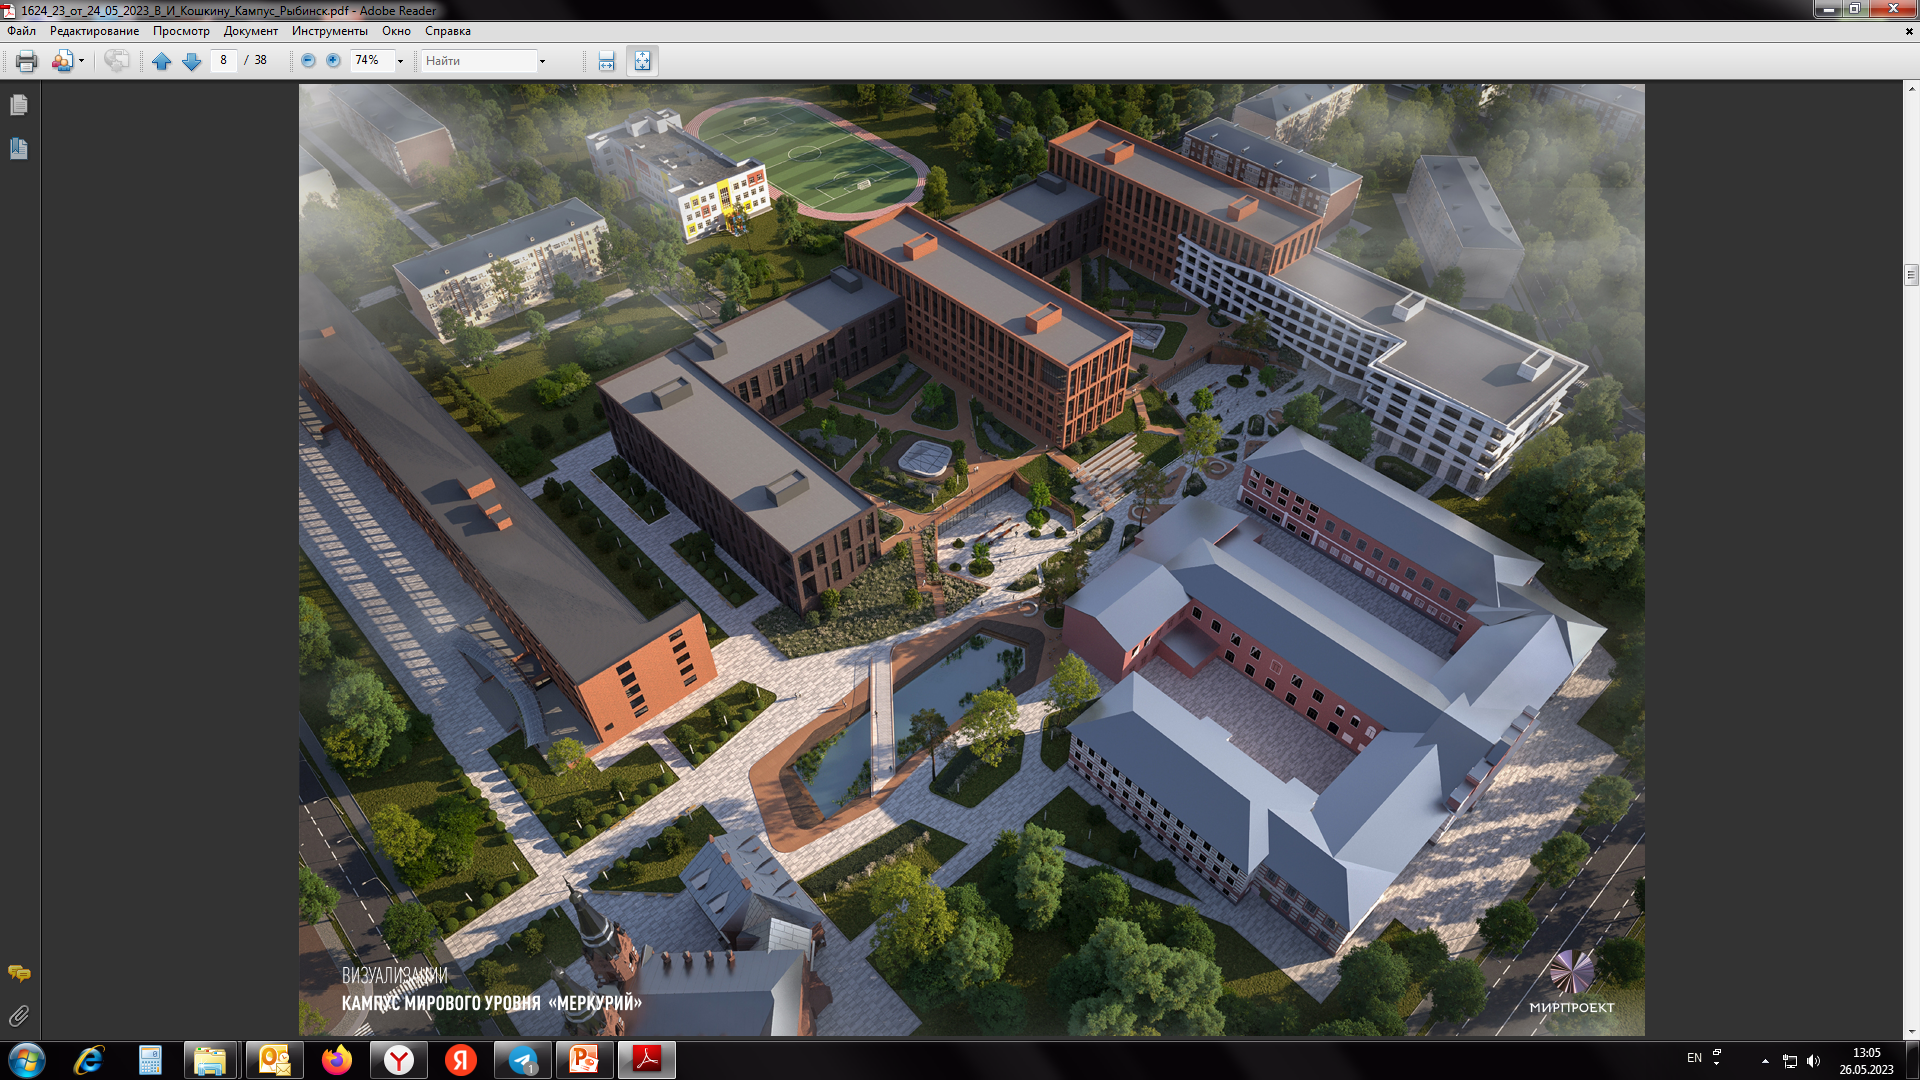 1624_23_от_24_05_2023_В_И_Кошкину_Кампус_Рыбинск.pdf - Adobe Reader
Файл Редактирование Просмотр Документ Инструменты Окно Справка
8 / 38 74% Найти
ВИЗУАЛИЗАЦИИ
КАМПУС МИРОВОГО УРОВНЯ «МЕРКУРИЙ»
МИРПРОЕКТ
EN
13:05
26.05.2023
1